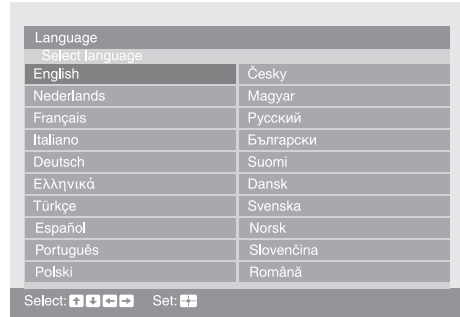 Language
Select language
English Česky
Nederlands Magyar
Français Русский
Italiano Български
Deutsch Suomi
Ελληνικά Dansk
Türkçe Svenska
Español Norsk
Português Slovenčina
Polski Română
Select: Set: